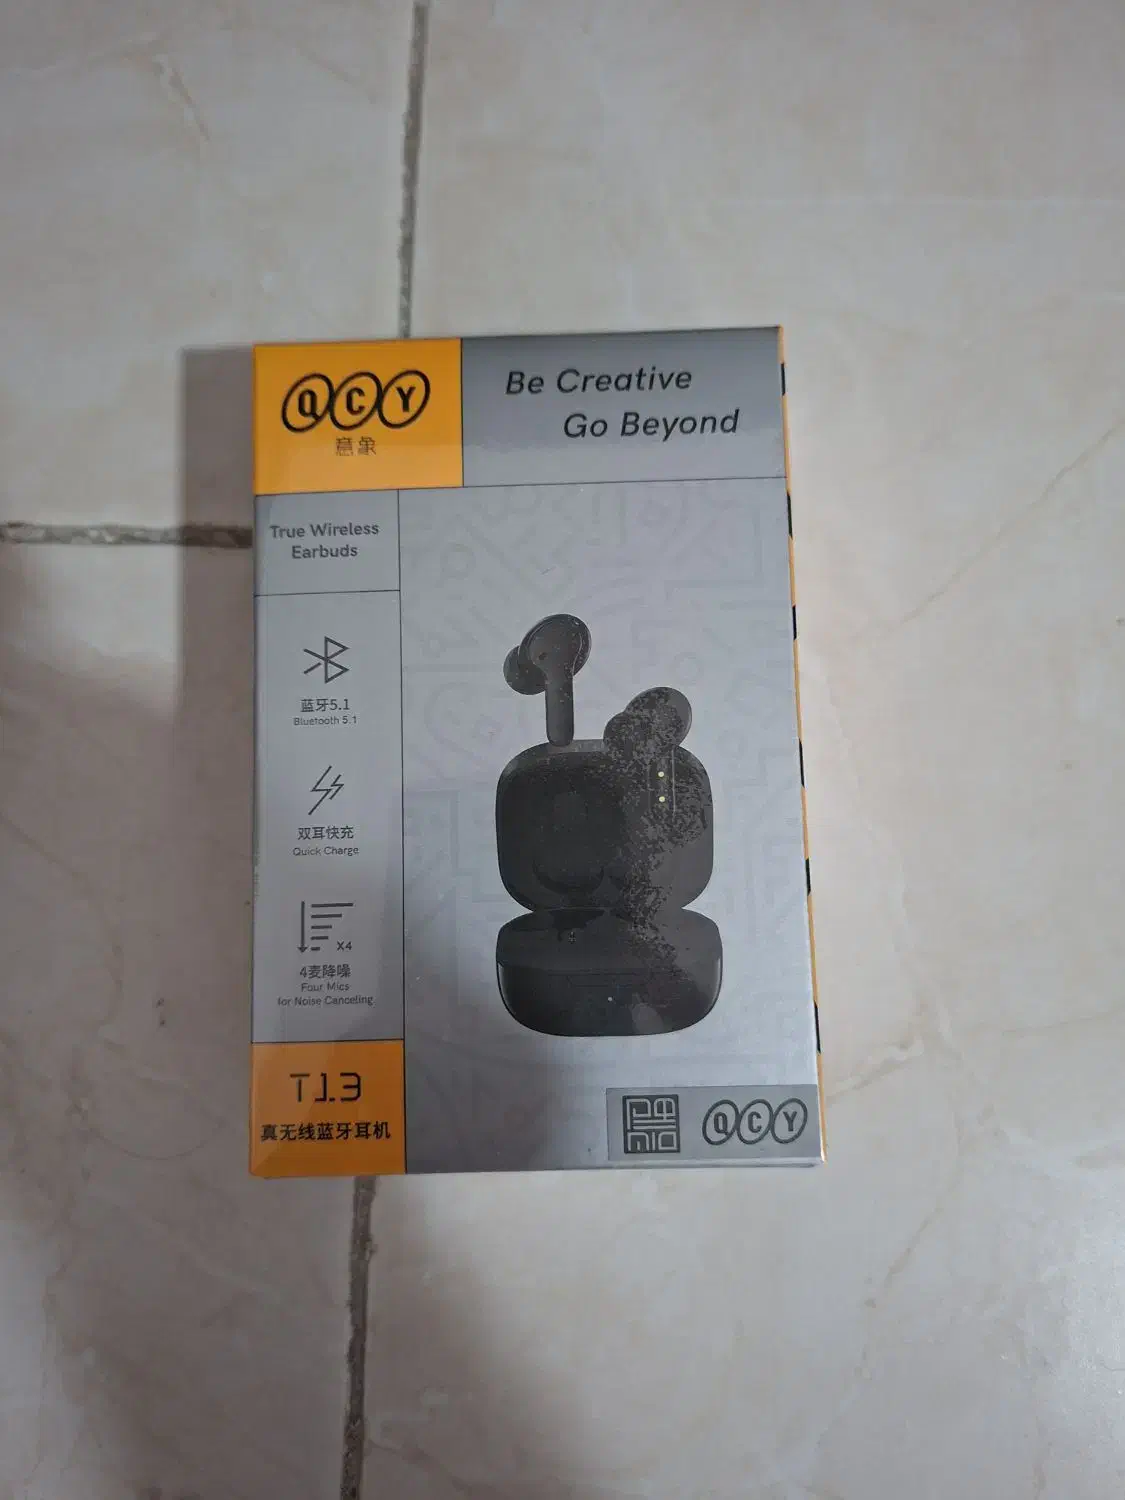 QCY
意象
Be Creative
Go Beyond
True Wireless
Earbuds
蓝牙5.1
Bluetooth 5.1
双耳快充
Quick Charge
X4
4麦降噪
Four Mics
for Noise Canceling
T13
真无线蓝牙耳机
QCY